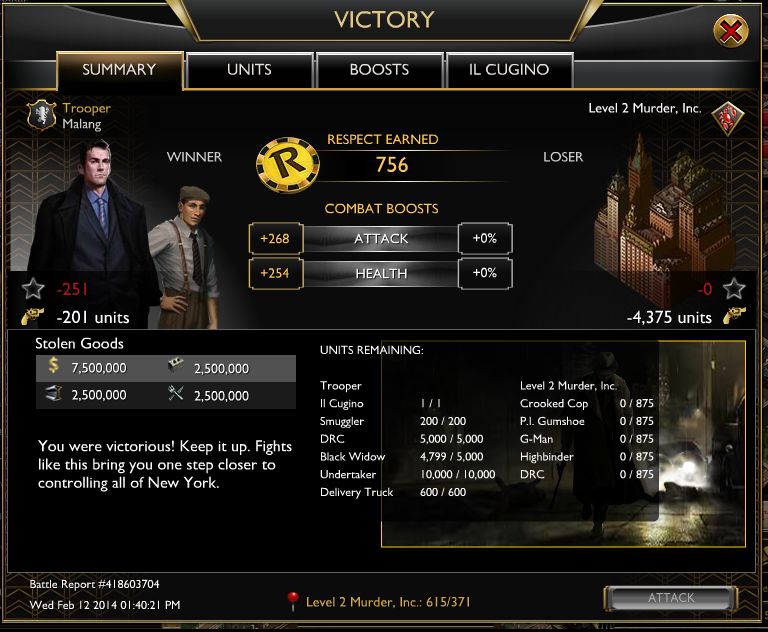 VICTORY
SUMMARY UNITS BOOSTS IL CUGINO
Trooper
Malang
Level 2 Murder, Inc.
WINNER
RESPECT EARNED
756
LOSER
R
COMBAT BOOSTS
+268 ATTACK +0%
+254 HEALTH +0%
-251
-201 units
-0
-4,375 units
Stolen Goods
$ 7,500,000 2,500,000
2,500,000 2,500,000
You were victorious! Keep it up. Fights
like this bring you one step closer to
controlling all of New York.
UNITS REMAINING:
Trooper Level 2 Murder, Inc.
Il Cugino 1 / 1 Crooked Cop 0 / 875
Smuggler 200 / 200 P.I. Gumshoe 0 / 875
DRC 5,000 / 5,000 G-Man 0 / 875
Black Widow 4,799 / 5,000 Highbinder 0 / 875
Undertaker 10,000 / 10,000 DRC 0 / 875
Delivery Truck 600 / 600
Battle Report #418603704
Wed Feb 12 2014 01:40:21 PM
Level 2 Murder, Inc.: 615/371
ATTACK